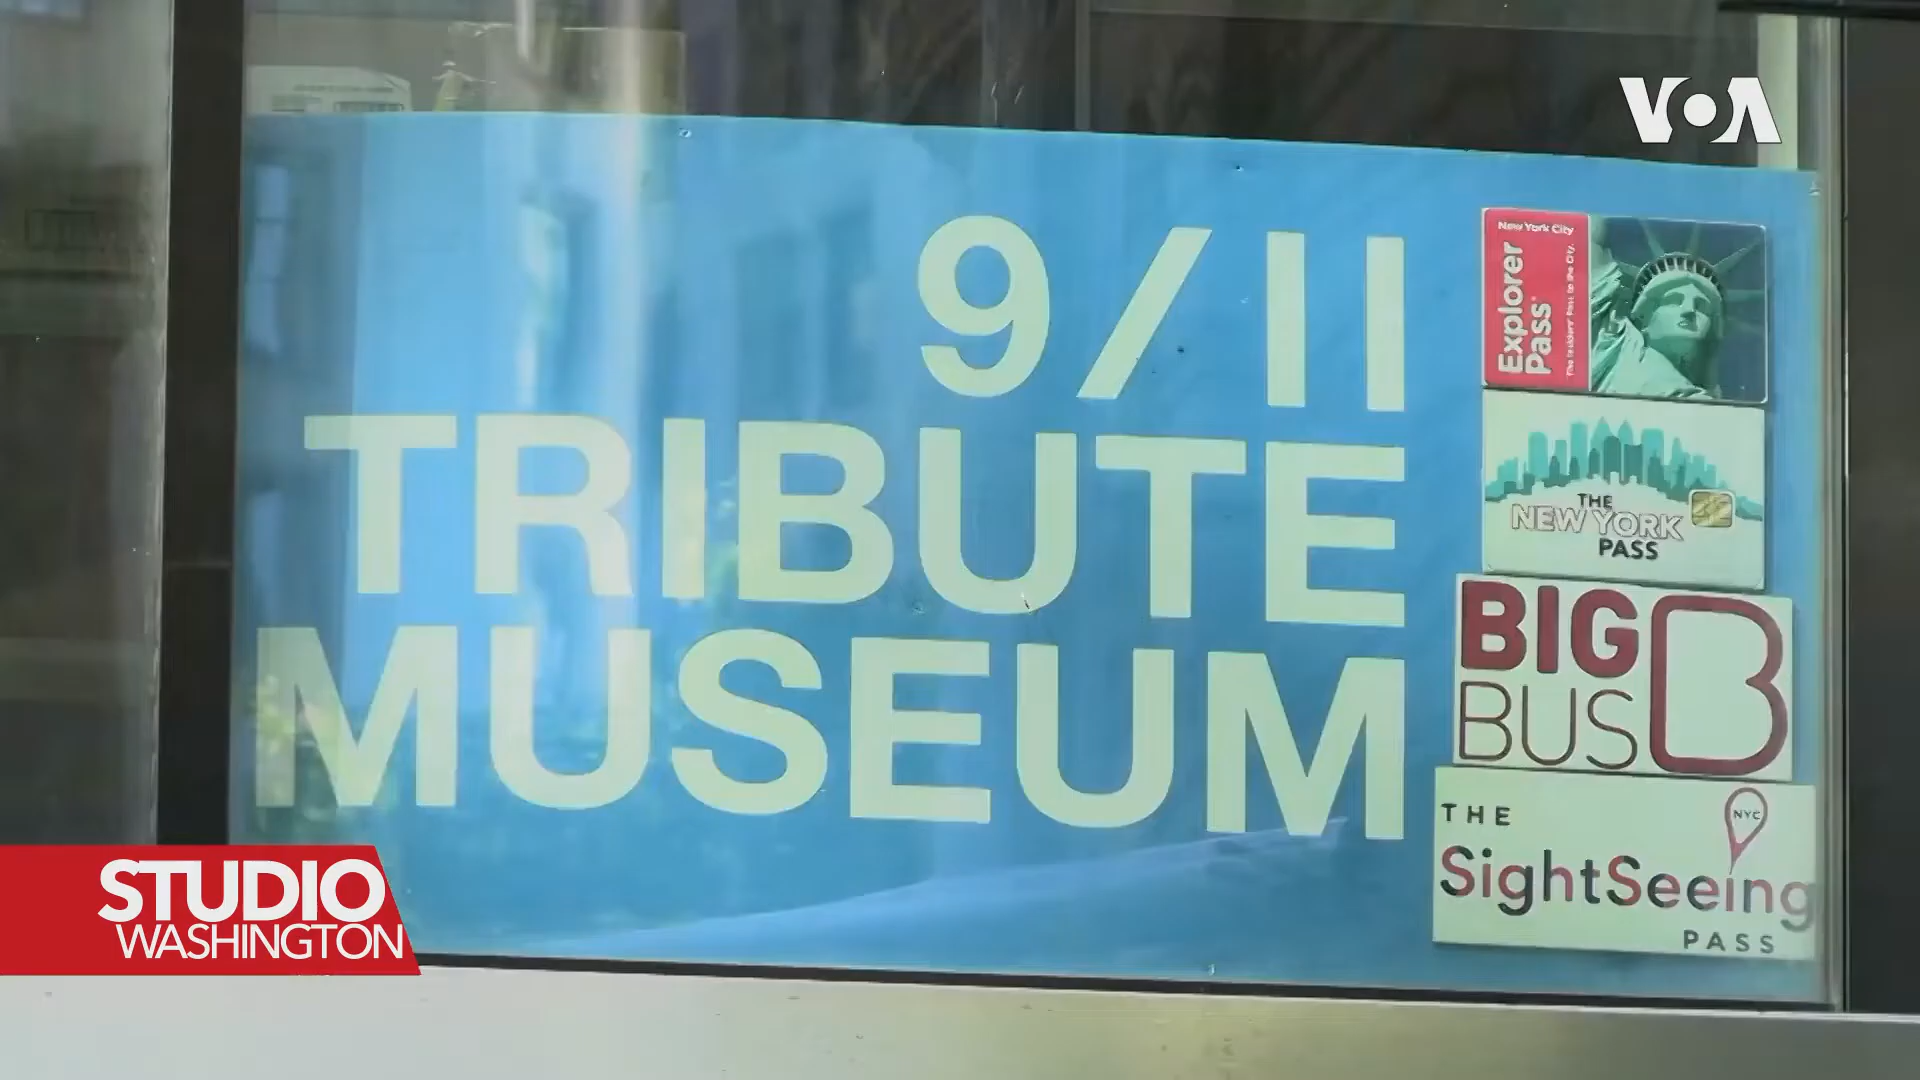 VOA
9/11
TRIBUTE
MUSEUM
New York City
Explorer
Pass
THE
NEW YORK
PASS
BIG
BUS
B
THE
NYC
SightSeeing
PASS
STUDIO
WASHINGTON